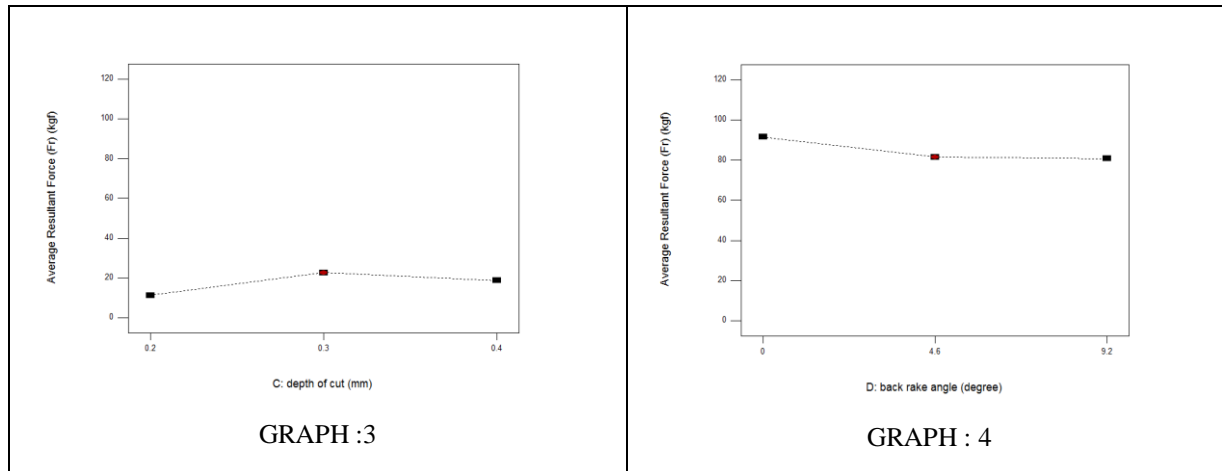 Average Resultant Force (Fr) (kgf)
120
100
80
60
40
20
0
0.2 0.3 0.4
C: depth of cut (mm)
GRAPH :3
Average Resultant Force (Fr) (kgf)
120
100
80
60
40
20
0
0 4.6 9.2
D: back rake angle (degree)
GRAPH : 4